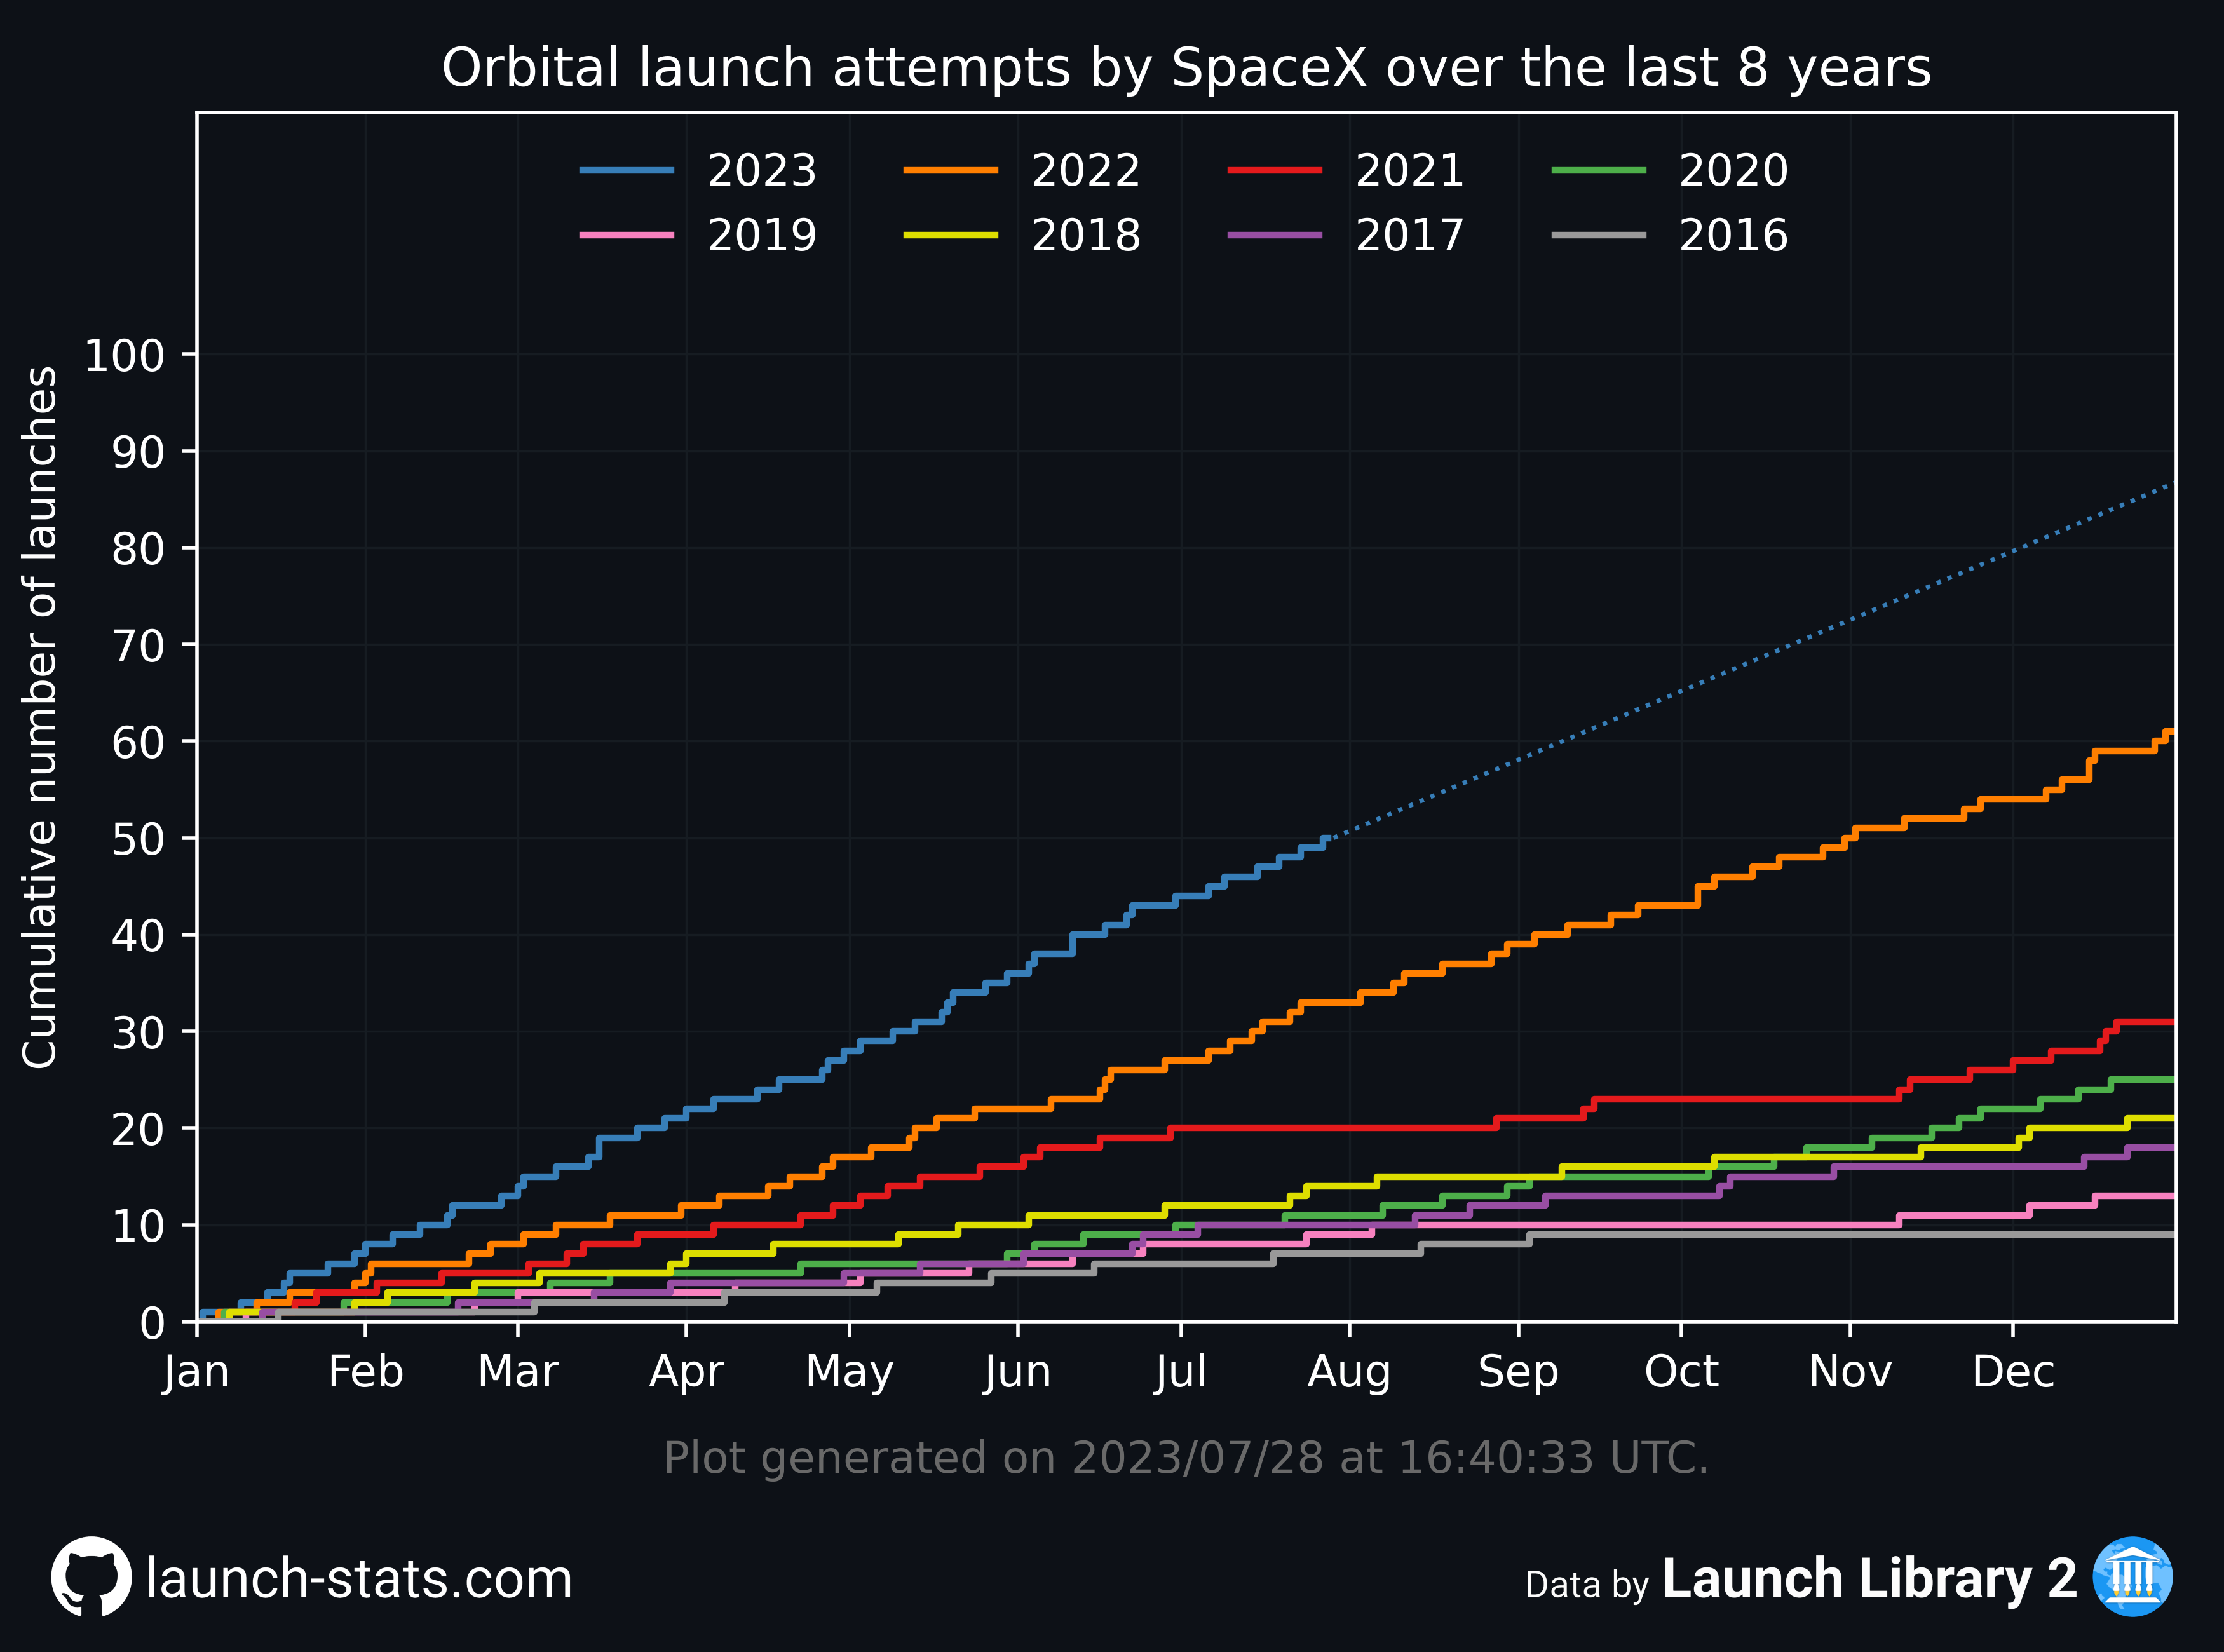 Orbital launch attempts by SpaceX over the last 8 years
2023 2022 2021 2020
2019 2018 2017 2016
Cumulative number of launches
100
90
80
70
60
50
40
30
20
10
0
Jan Feb Mar Apr May Jun Jul Aug Sep Oct Nov Dec
Plot generated on 2023/07/28 at 16:40:33 UTC.
launch-stats.com
Data by Launch Library 2